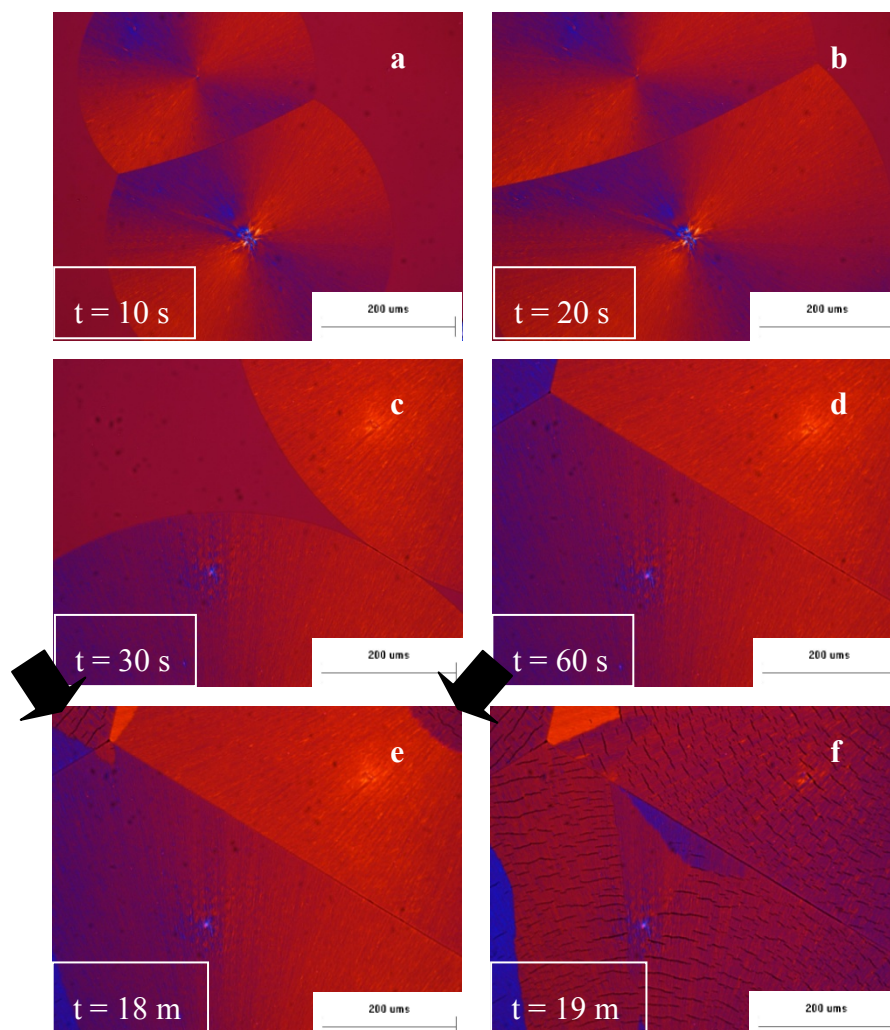 a
t = 10 s
200 ums
b
t = 20 s
200 ums
c
t = 30 s
200 ums
d
t = 60 s
200 ums
e
t = 18 m
200 ums
f
t = 19 m
200 ums